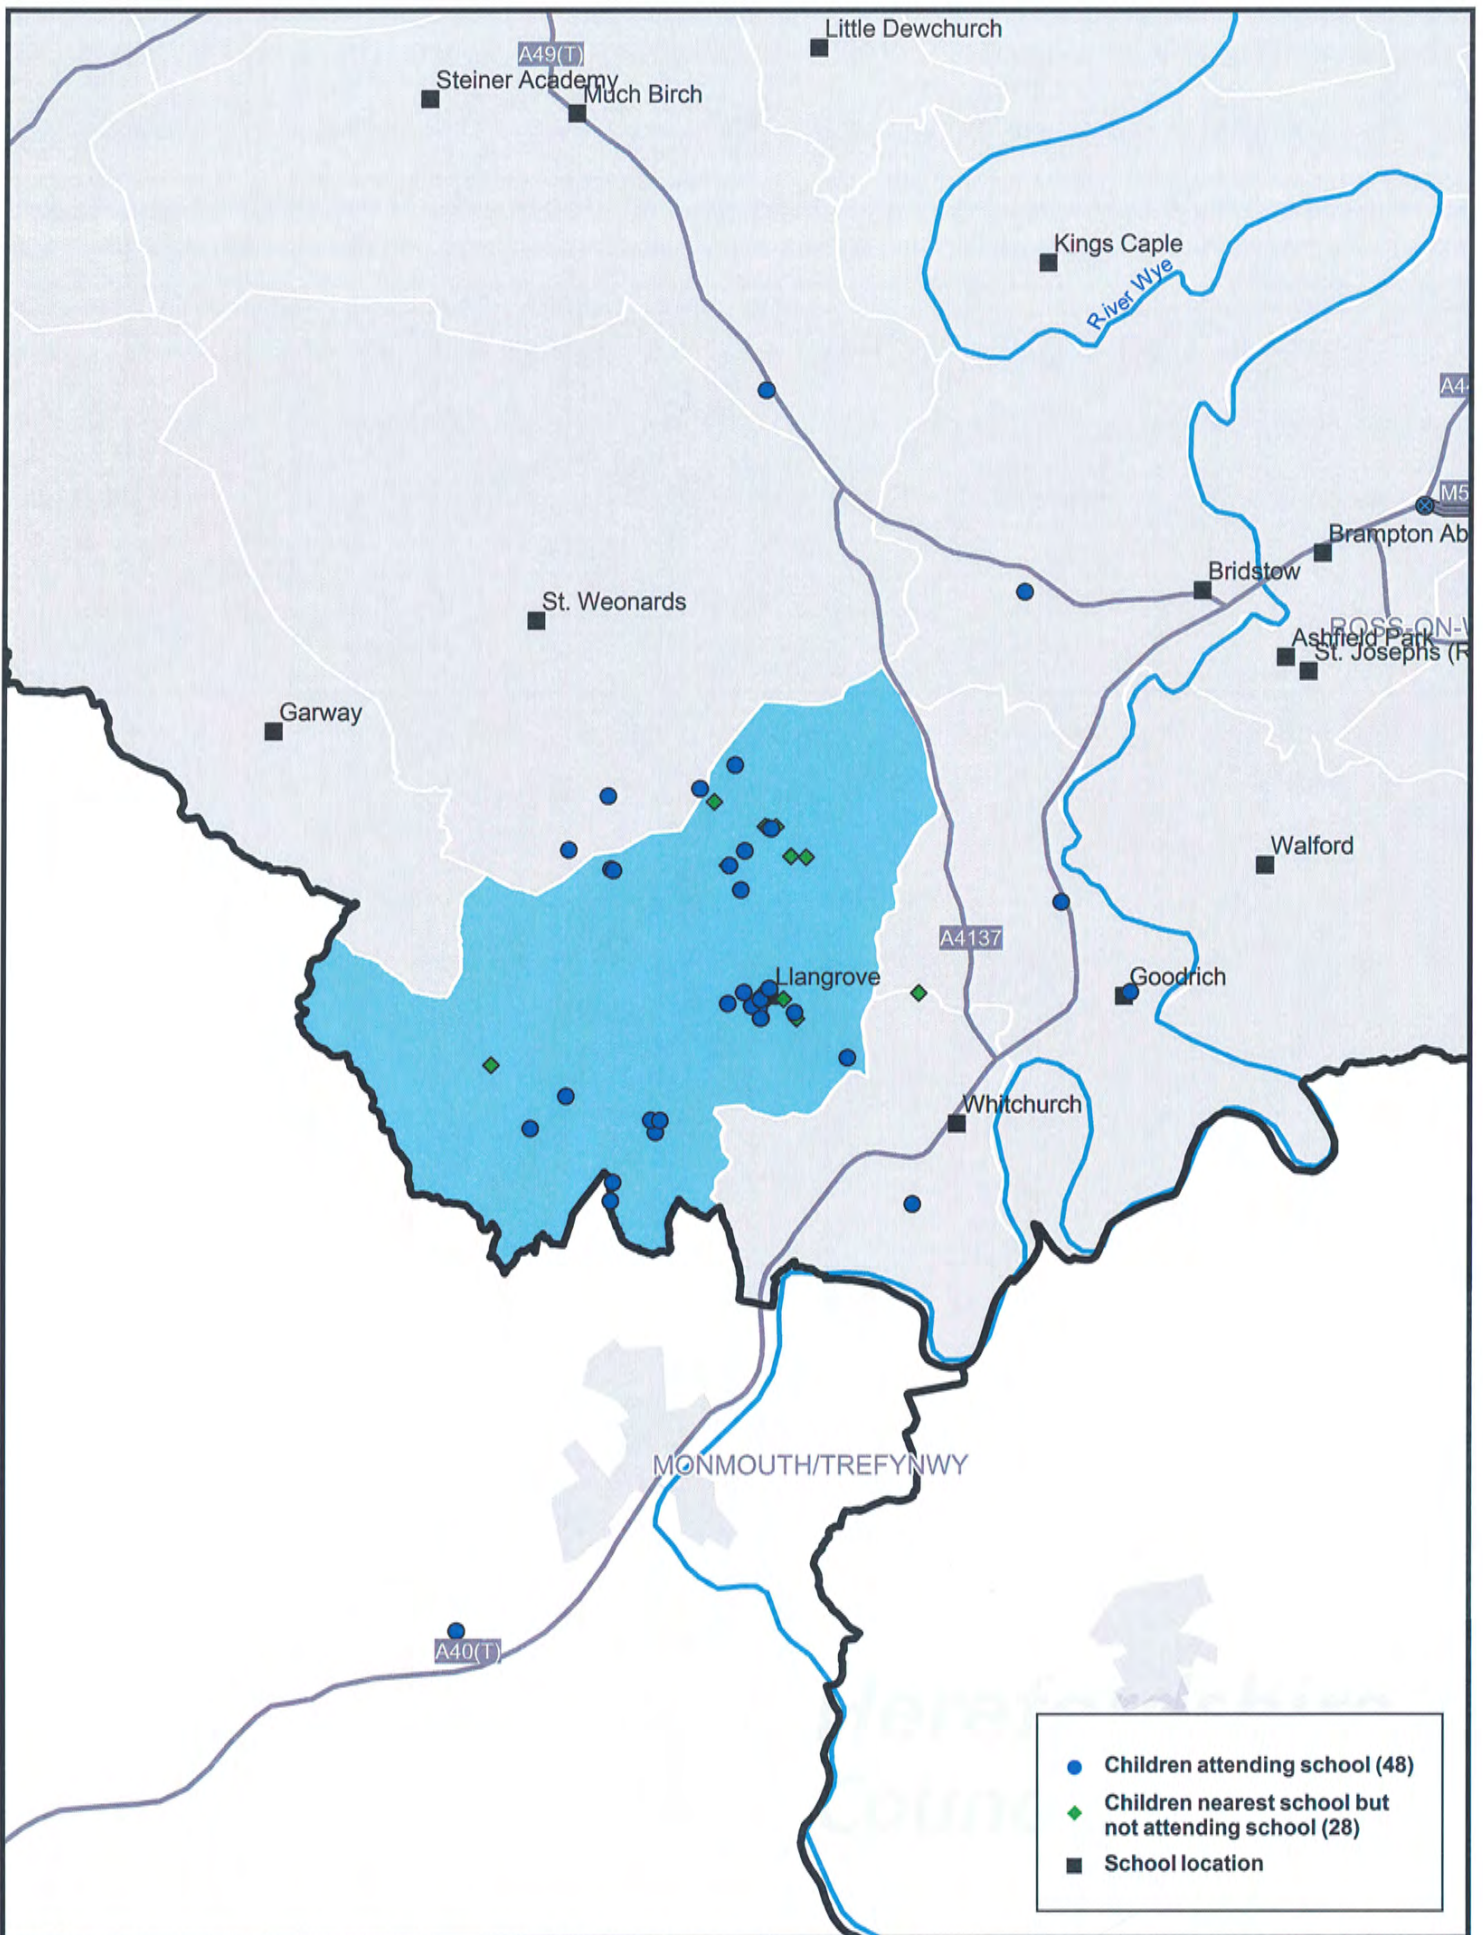 Little Dewchurch
A49(T)
Steiner Academy
Much Birch
Kings Caple
River Wye
A4
M5
Brampton Ab
Bridstow
St. Weonards
ROSS-ON-W
Ashfield Park
St. Josephs (R
Garway
Walford
A4137
Llangrove
Goodrich
Whitchurch
MONMOUTH/TREFYNWY
A40(T)
Children attending school (48)
Children nearest school but
not attending school (28)
School location